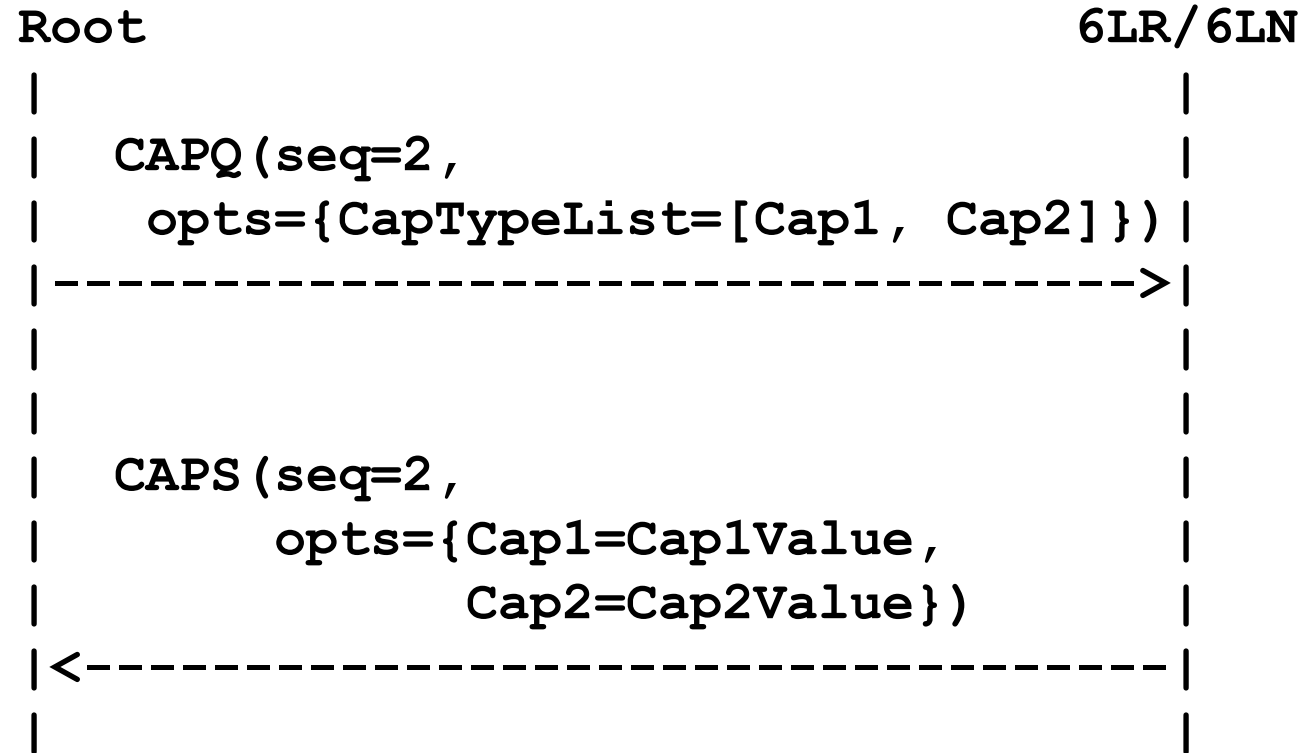 Root                             6LR/6LN
|                                   |
|  CAPQ(seq=2,                      |
|   opts={CapTypeList=[Cap1, Cap2]})|
|---------------------------------->|
|                                   |
|                                   |
|  CAPS(seq=2,                      |
|       opts={Cap1=Cap1Value,       |
|             Cap2=Cap2Value})      |
|<----------------------------------|
|                                   |